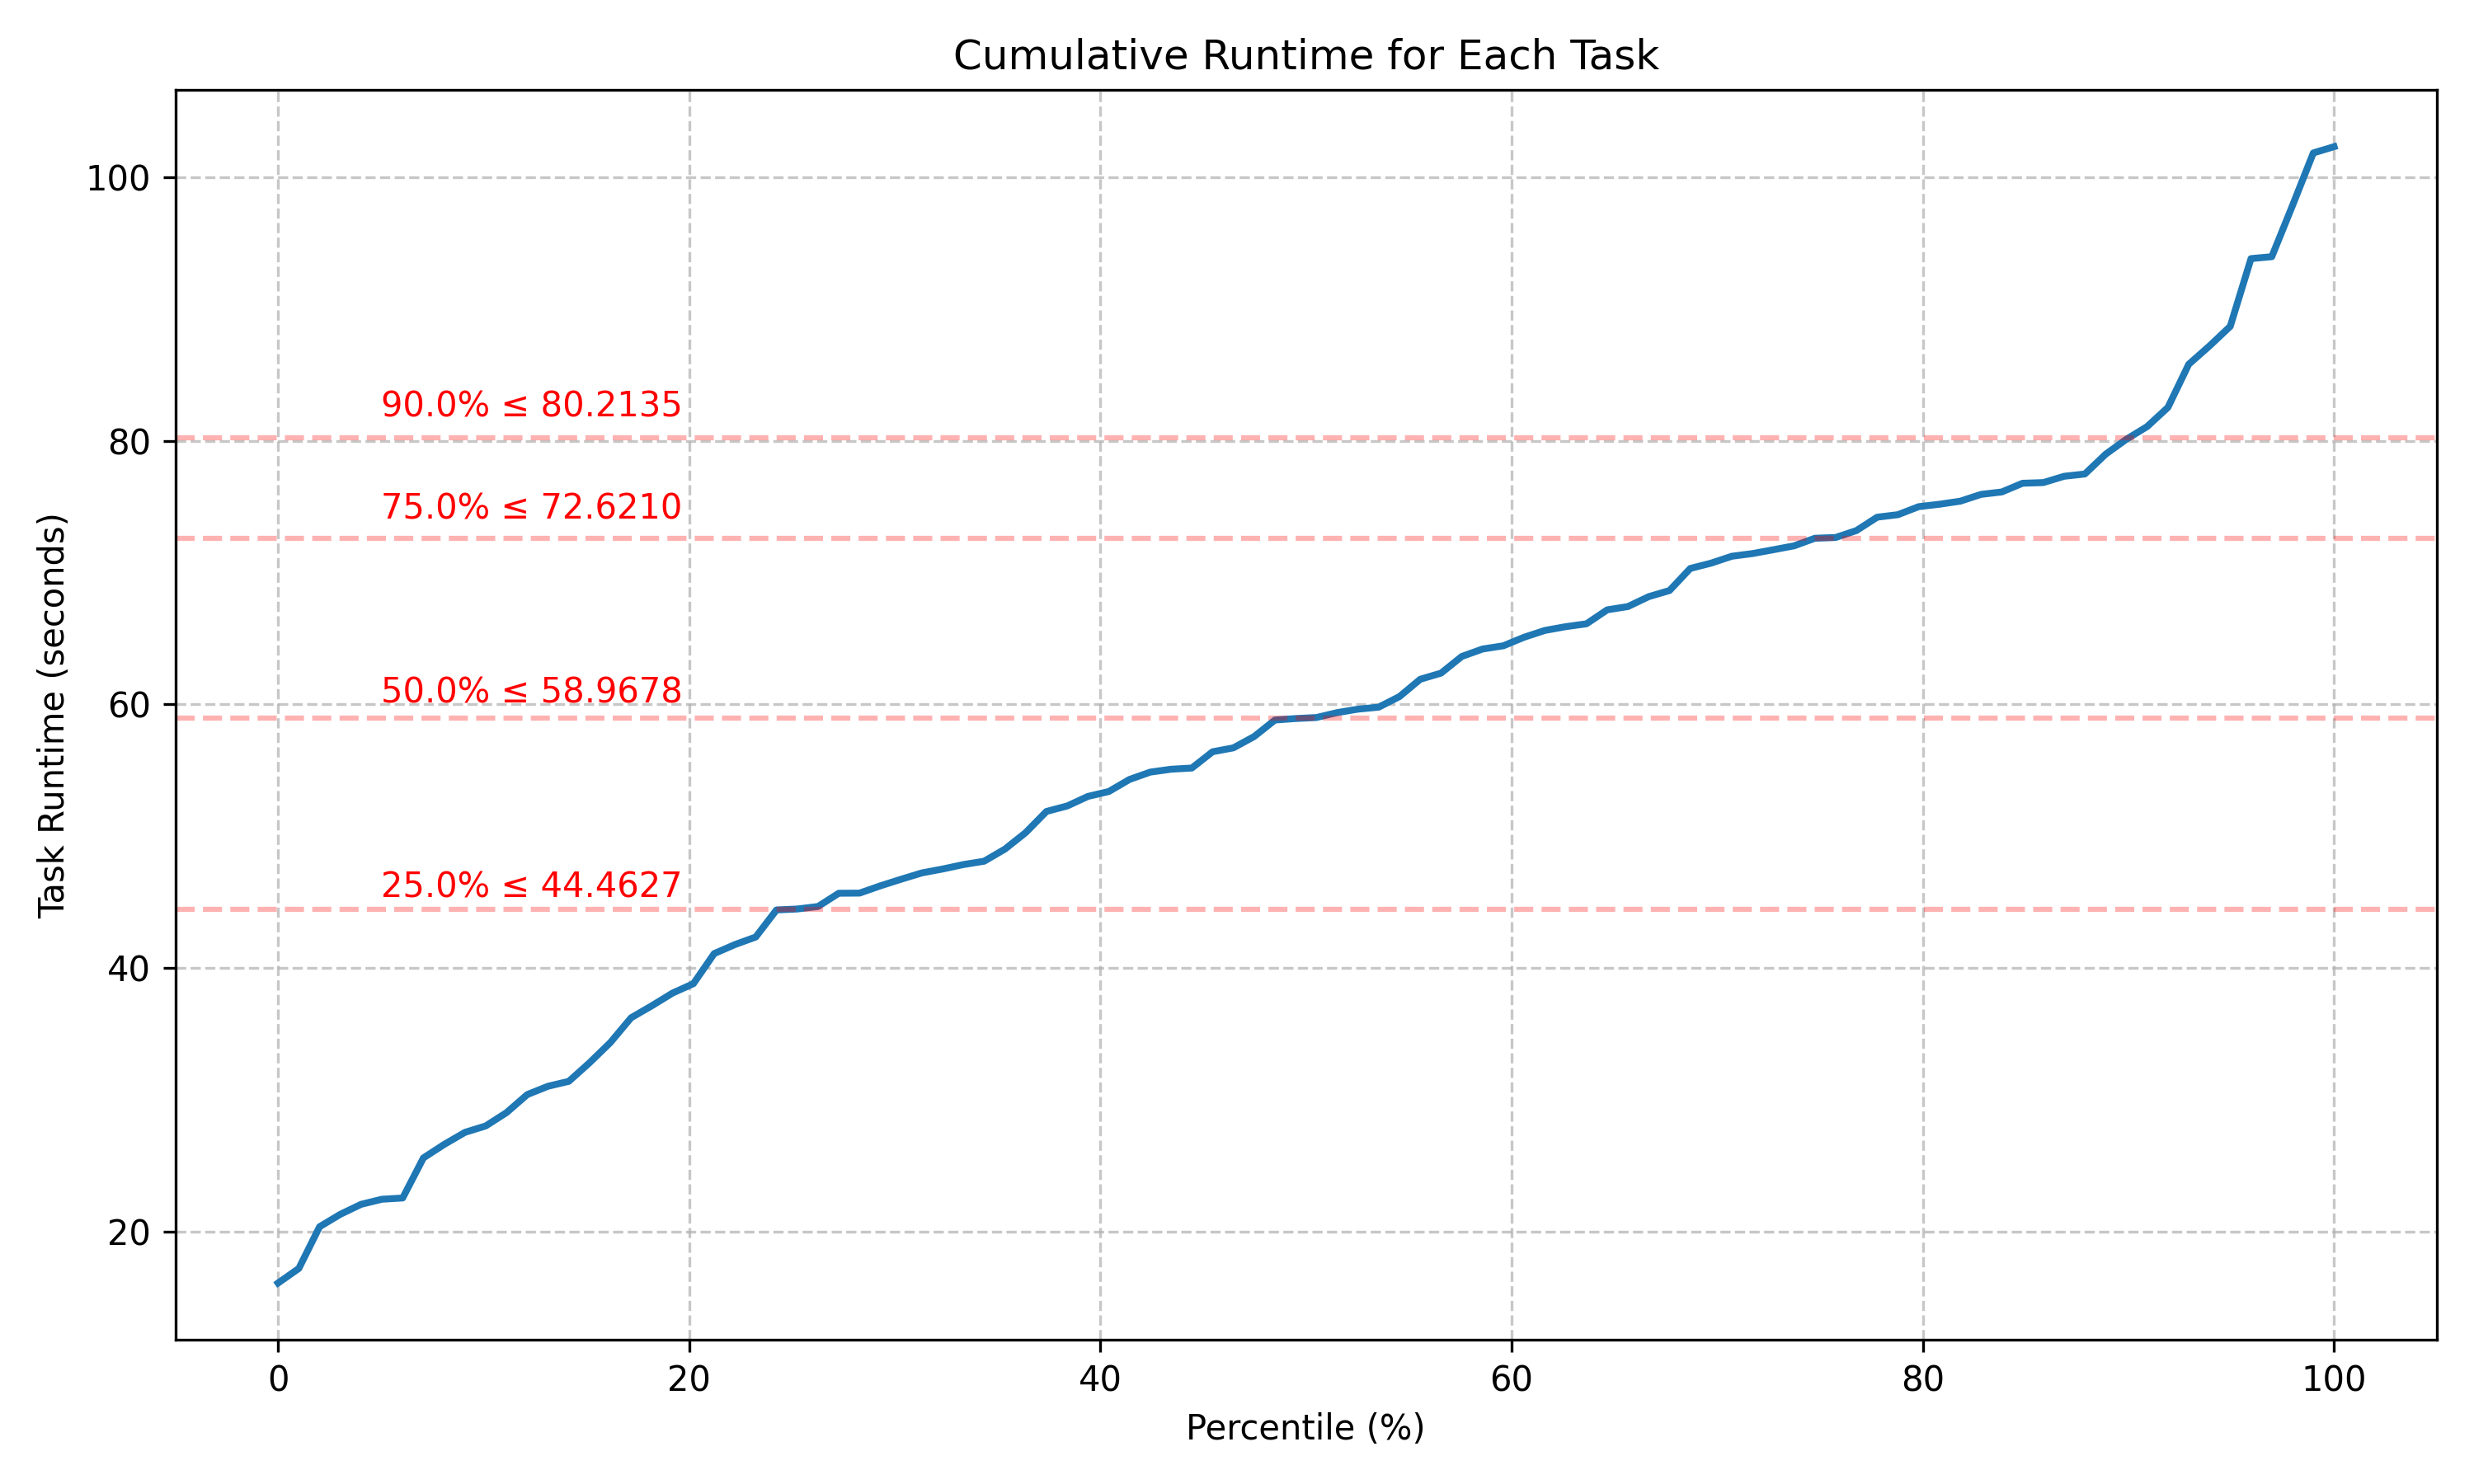 Cumulative Runtime for Each Task
Task Runtime (seconds)
100
80
60
40
20
90.0% ≤ 80.2135
75.0% ≤ 72.6210
50.0% ≤ 58.9678
25.0% ≤ 44.4627
0 20 40 60 80 100
Percentile (%)